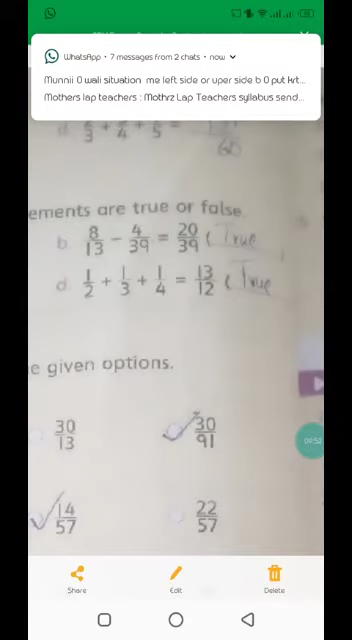 WhatsApp • 7 messages from 2 chats • now
Munnii 0 wali situation me left side or uper side b 0 put krt...
Mothers lap teachers : Mothrz Lap Teachers syllabus send...
60
ements are true or false.
b. 8/13 - 4/39 = 20/39 ( True
d. 1/2 + 1/3 + 1/4 = 13/12 ( True
e given options.
30/13 30/91
14/57 22/57
Share Edit Delete